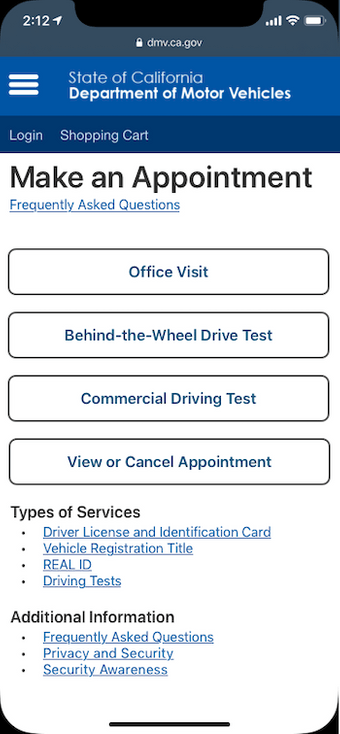 2:12
dmv.ca.gov
State of California
Department of Motor Vehicles
Login Shopping Cart
Make an Appointment
Frequently Asked Questions
Office Visit
Behind-the-Wheel Drive Test
Commercial Driving Test
View or Cancel Appointment
Types of Services
• Driver License and Identification Card
• Vehicle Registration Title
• REAL ID
• Driving Tests
Additional Information
• Frequently Asked Questions
• Privacy and Security
• Security Awareness